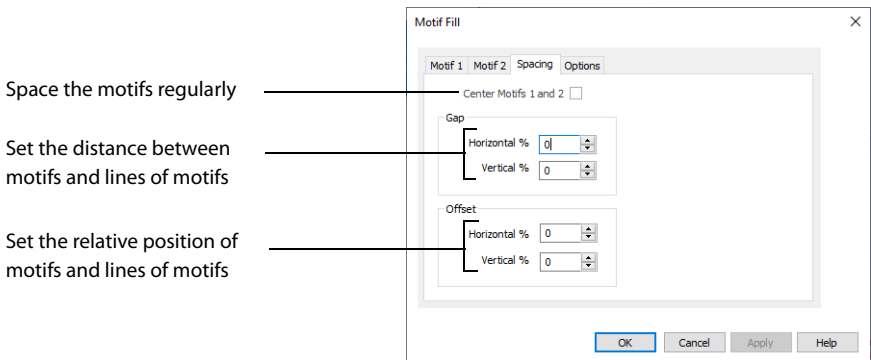 Motif Fill
Motif 1 Motif 2 Spacing Options
Space the motifs regularly
Center Motifs 1 and 2
Gap
Set the distance between
motifs and lines of motifs
Horizontal % 0
Vertical % 0
Offset
Set the relative position of
motifs and lines of motifs
Horizontal % 0
Vertical % 0
OK Cancel Apply Help